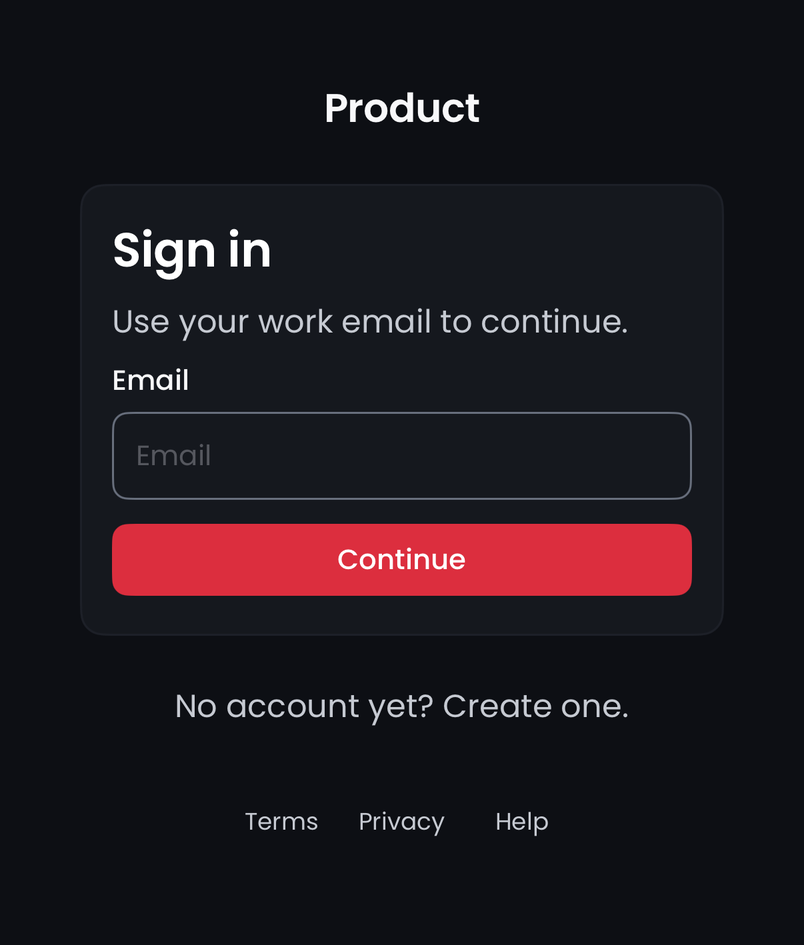 Product
Sign in
Use your work email to continue.
Email
Email
Continue
No account yet? Create one.
Terms Privacy Help